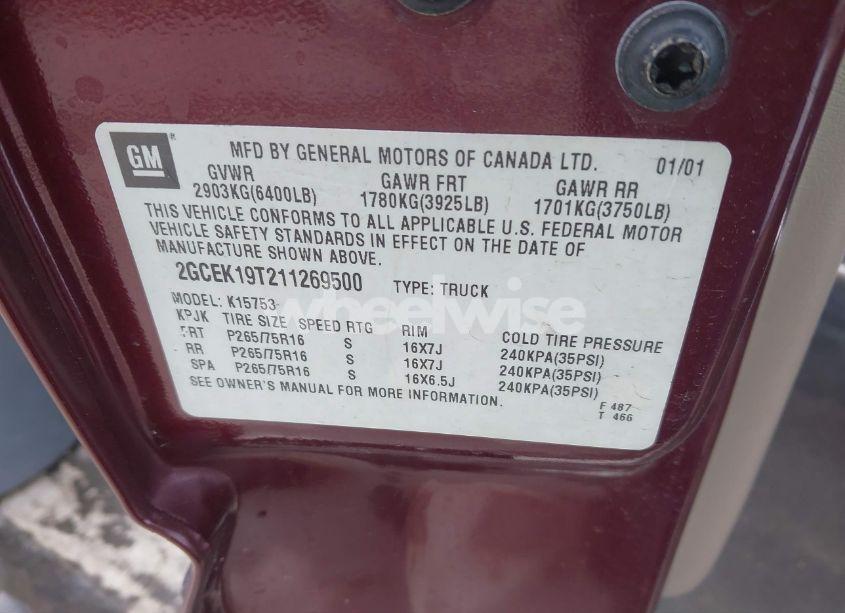 GM ® MFD BY GENERAL MOTORS OF CANADA LTD. 01/01
GVWR GAWR FRT GAWR RR
2903KG(6400LB) 1780KG(3925LB) 1701KG(3750LB)
THIS VEHICLE CONFORMS TO ALL APPLICABLE U.S. FEDERAL MOTOR
VEHICLE SAFETY STANDARDS IN EFFECT ON THE DATE OF
MANUFACTURE SHOWN ABOVE.
2GCEK19T211269500 TYPE: TRUCK
MODEL: K15753
wheelwise
KPJK TIRE SIZE SPEED RTG RIM COLD TIRE PRESSURE
FRT P265/75R16 S 16X7J 240KPA(35PSI)
RR P265/75R16 S 16X7J 240KPA(35PSI)
SPA P265/75R16 S 16X6.5J 240KPA(35PSI)
SEE OWNER'S MANUAL FOR MORE INFORMATION.
F 487
T 466